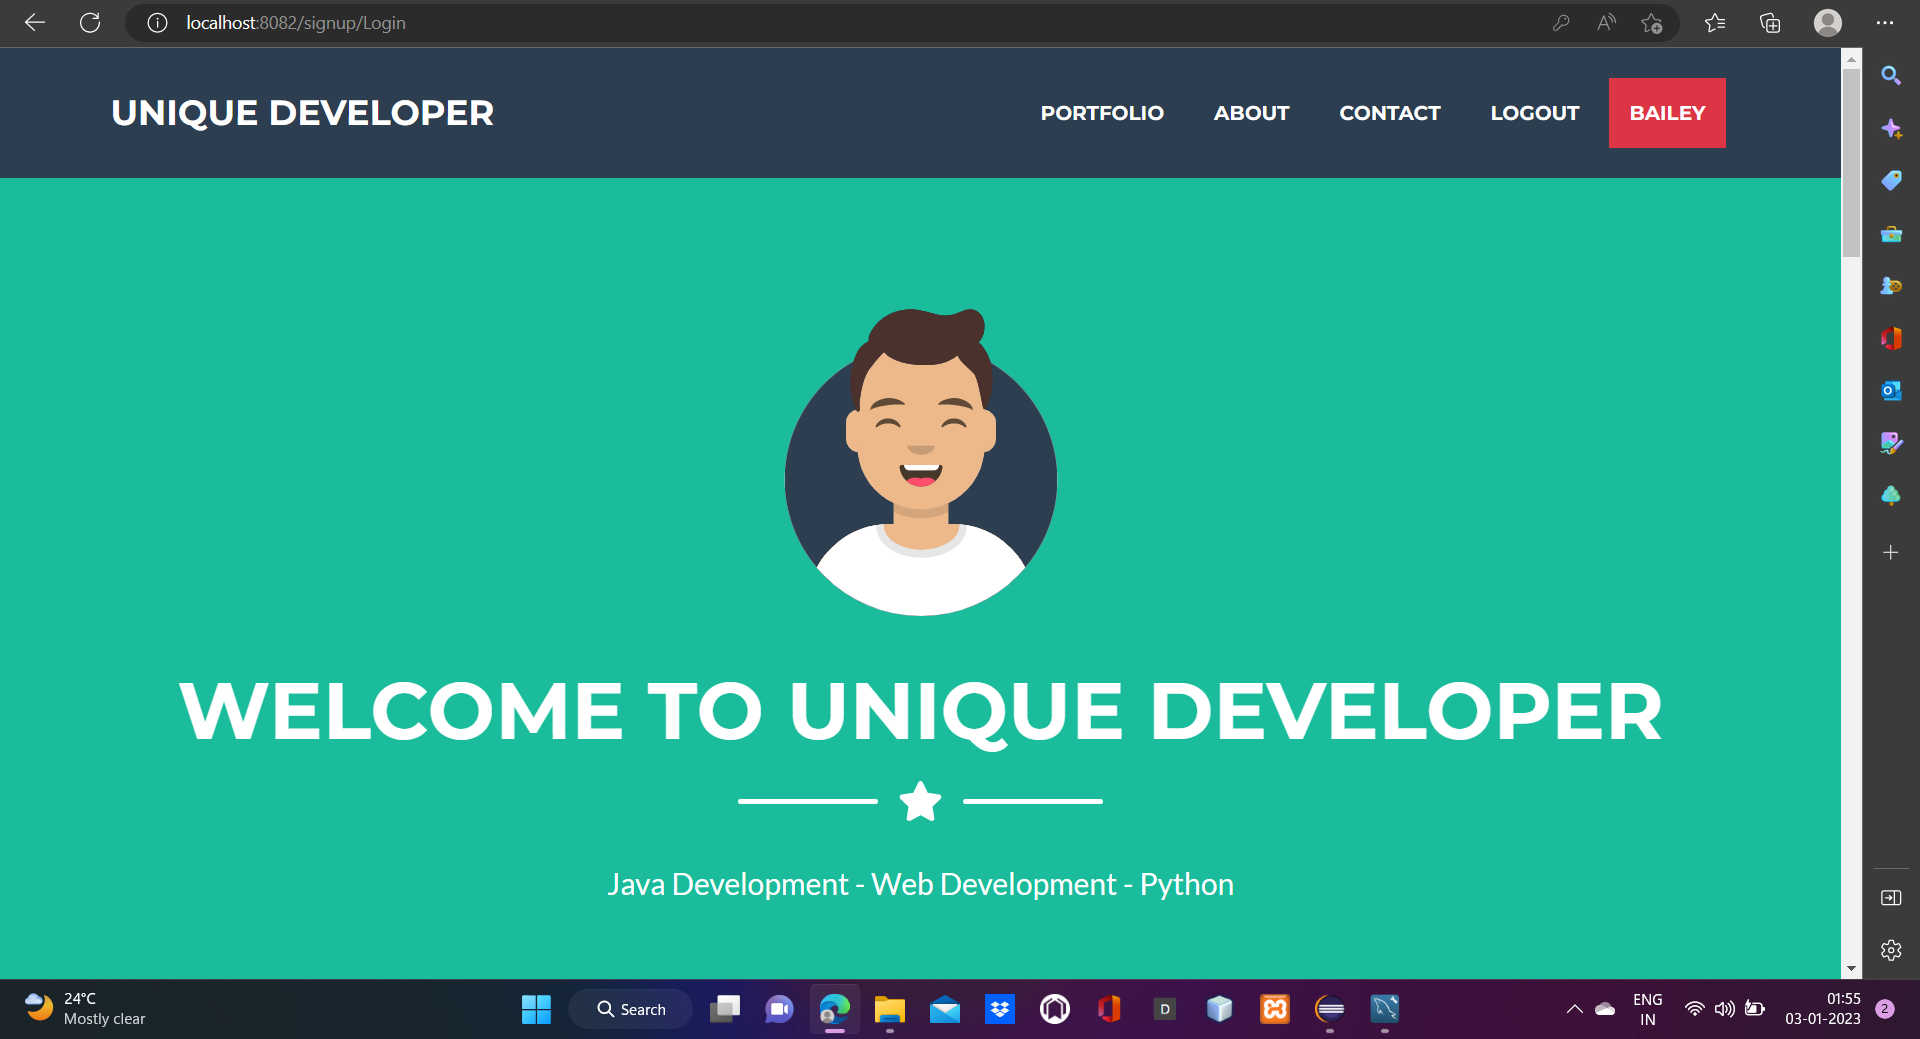 localhost:8082/signup/Login
UNIQUE DEVELOPER
PORTFOLIO ABOUT CONTACT LOGOUT BAILEY
WELCOME TO UNIQUE DEVELOPER
Java Development - Web Development - Python
24°C
Mostly clear
Search
D
ENG
IN
01:55
03-01-2023
2